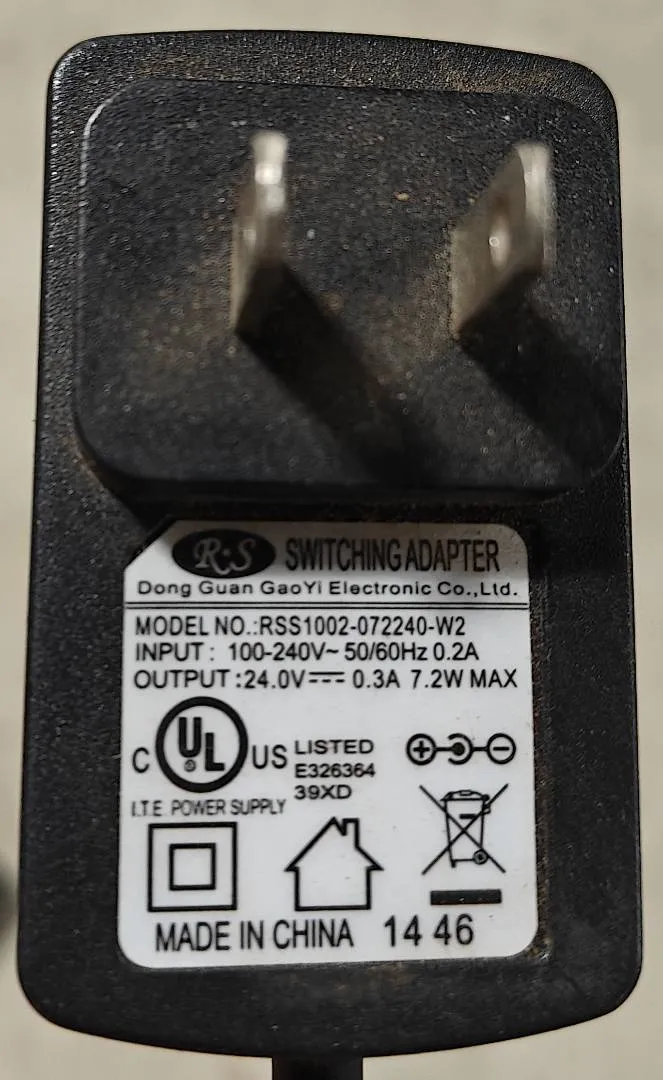 R·S SWITCHING ADAPTER
Dong Guan GaoYi Electronic Co.,Ltd.
MODEL NO.:RSS1002-072240-W2
INPUT : 100-240V~ 50/60Hz 0.2A
OUTPUT :24.0V⎓ 0.3A 7.2W MAX
C UL US LISTED
E326364
39XD
I.T.E. POWER SUPPLY
MADE IN CHINA 14 46